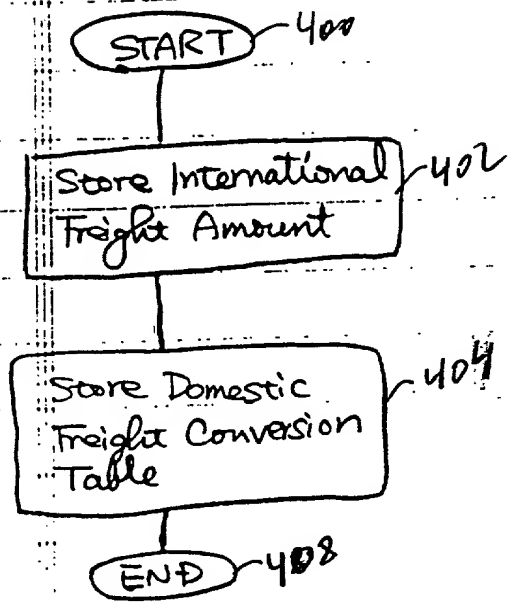 START 400
Store International 402
Freight Amount
Store Domestic 404
Freight Conversion
Table
END 408